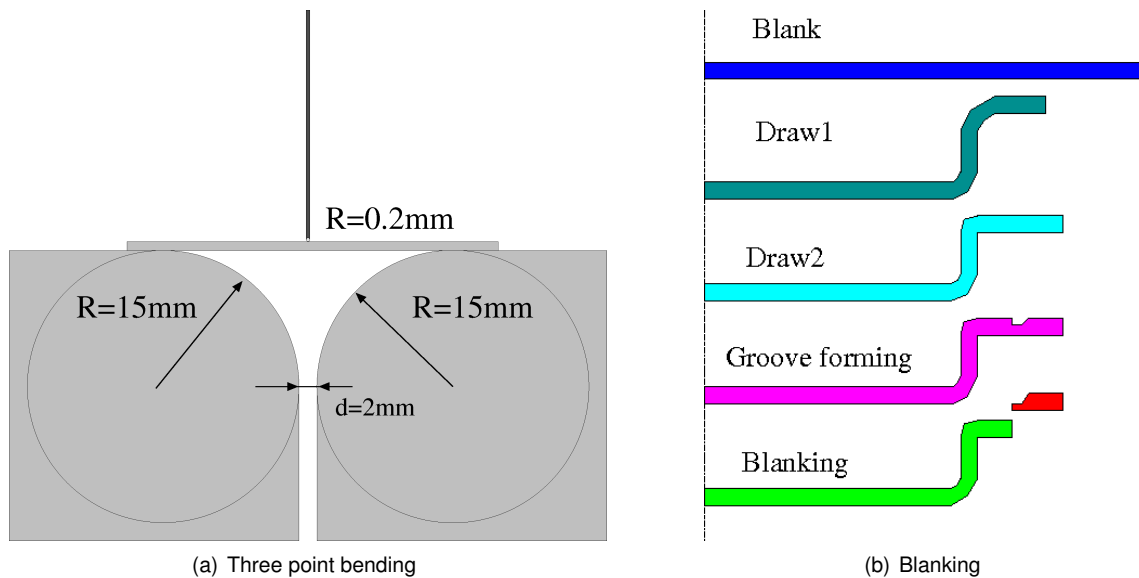 R=0.2mm
R=15mm
R=15mm
d=2mm
(a) Three point bending
Blank
Draw1
Draw2
Groove forming
Blanking
(b) Blanking